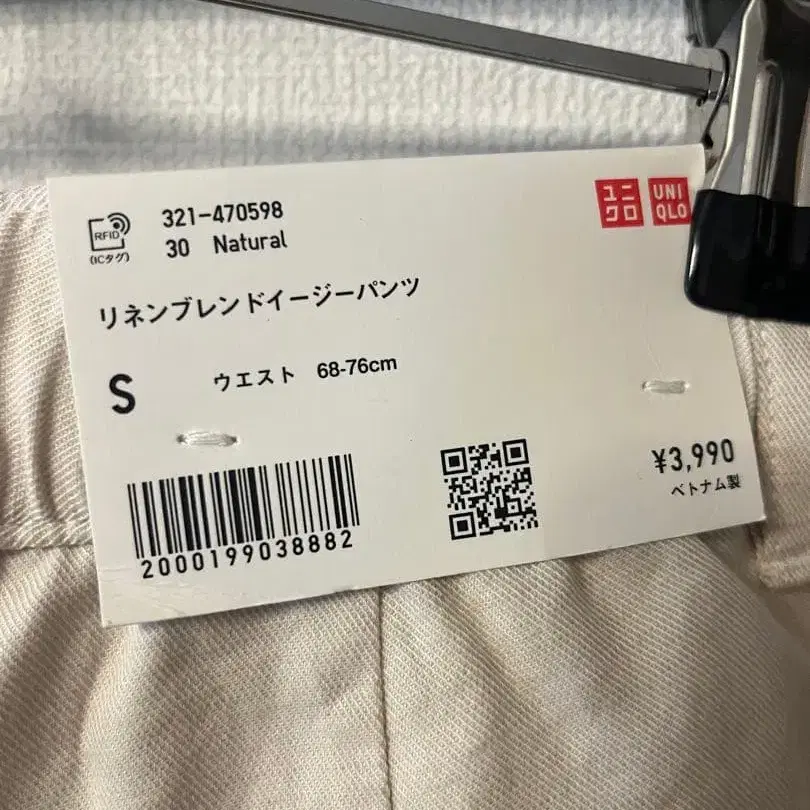 RFID
(ICタグ)
321-470598
30 Natural
ユニ
クロ
UNI
QLO
リネンブレンドイージーパンツ
S ウエスト 68-76cm
¥3,990
ベトナム製
2000199038882